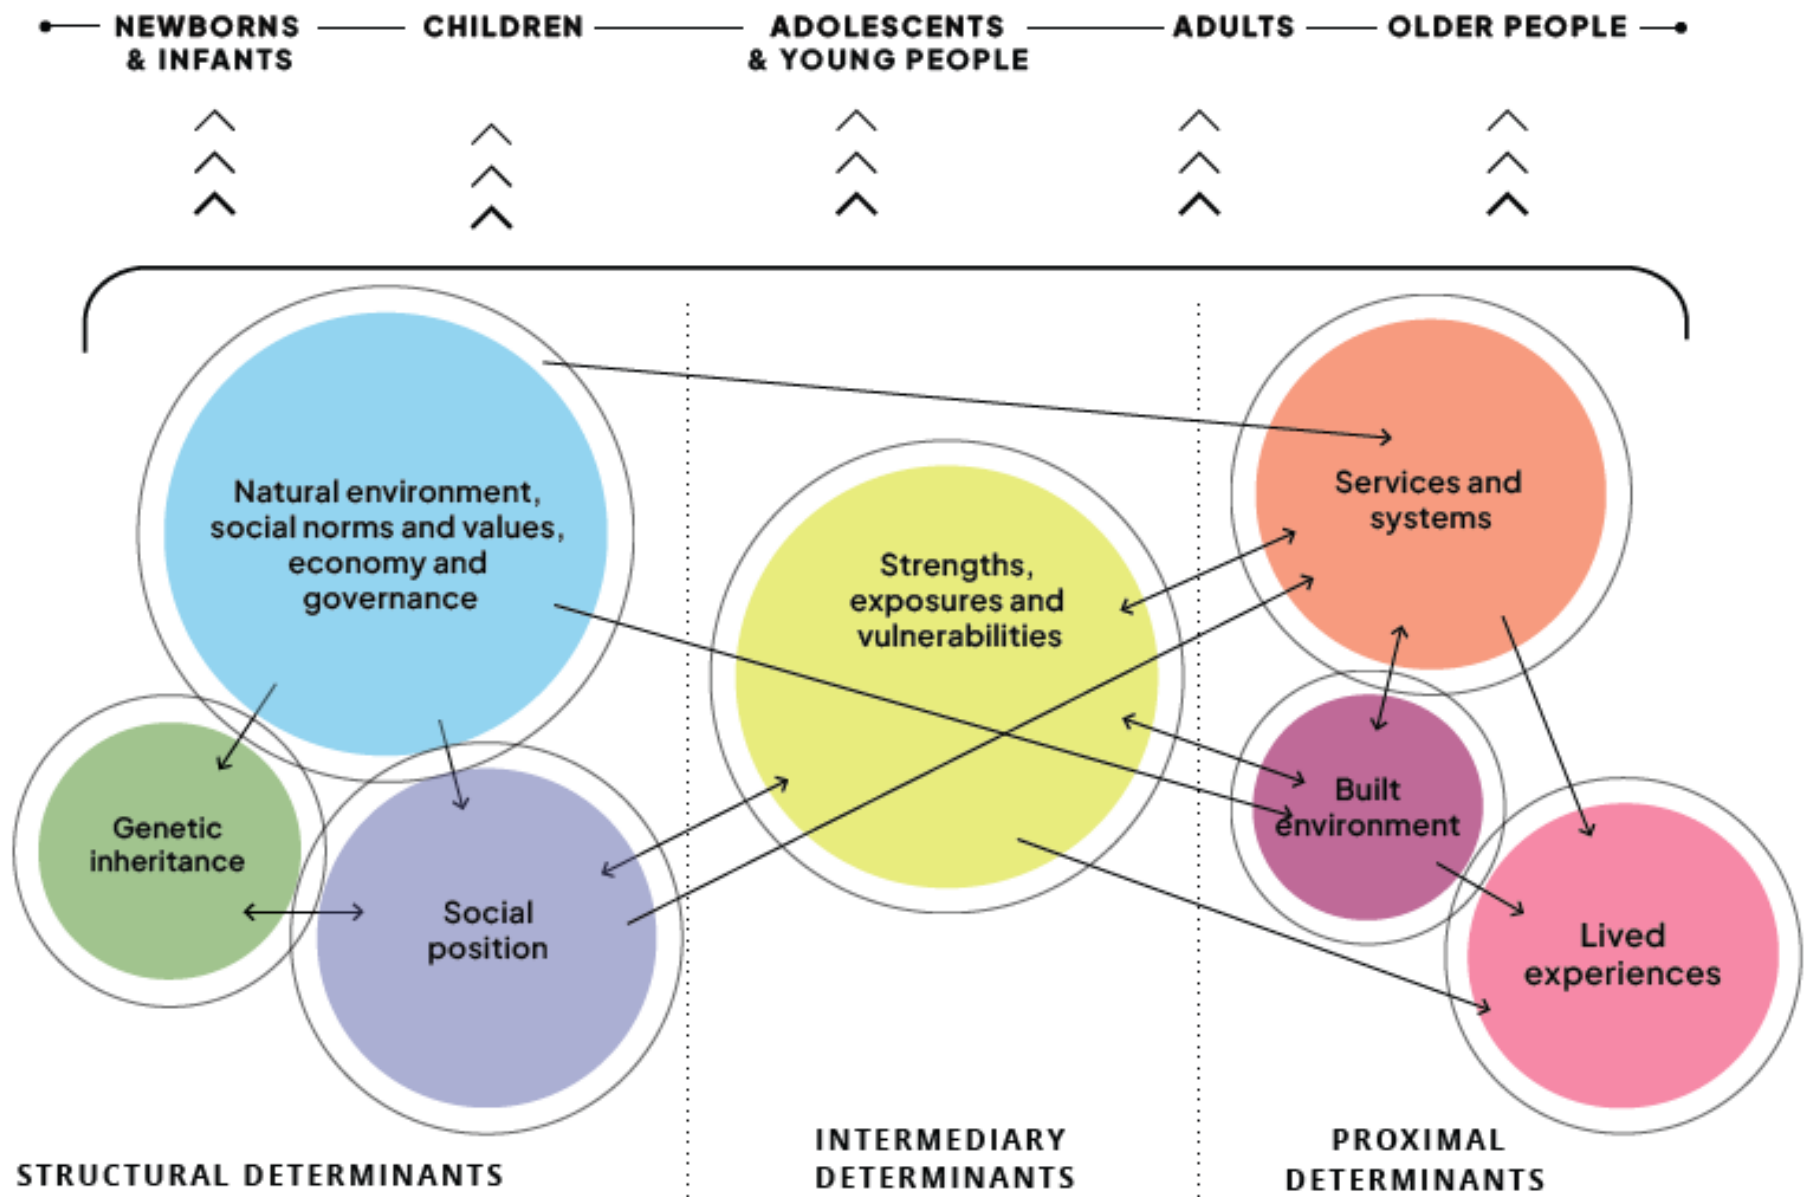 NEWBORNS
& INFANTS
CHILDREN
ADOLESCENTS
& YOUNG PEOPLE
ADULTS
OLDER PEOPLE
Natural environment,
social norms and values,
economy and
governance
Genetic
inheritance
Social
position
Strengths,
exposures and
vulnerabilities
Services and
systems
Built
environment
Lived
experiences
STRUCTURAL DETERMINANTS
INTERMEDIARY
DETERMINANTS
PROXIMAL
DETERMINANTS